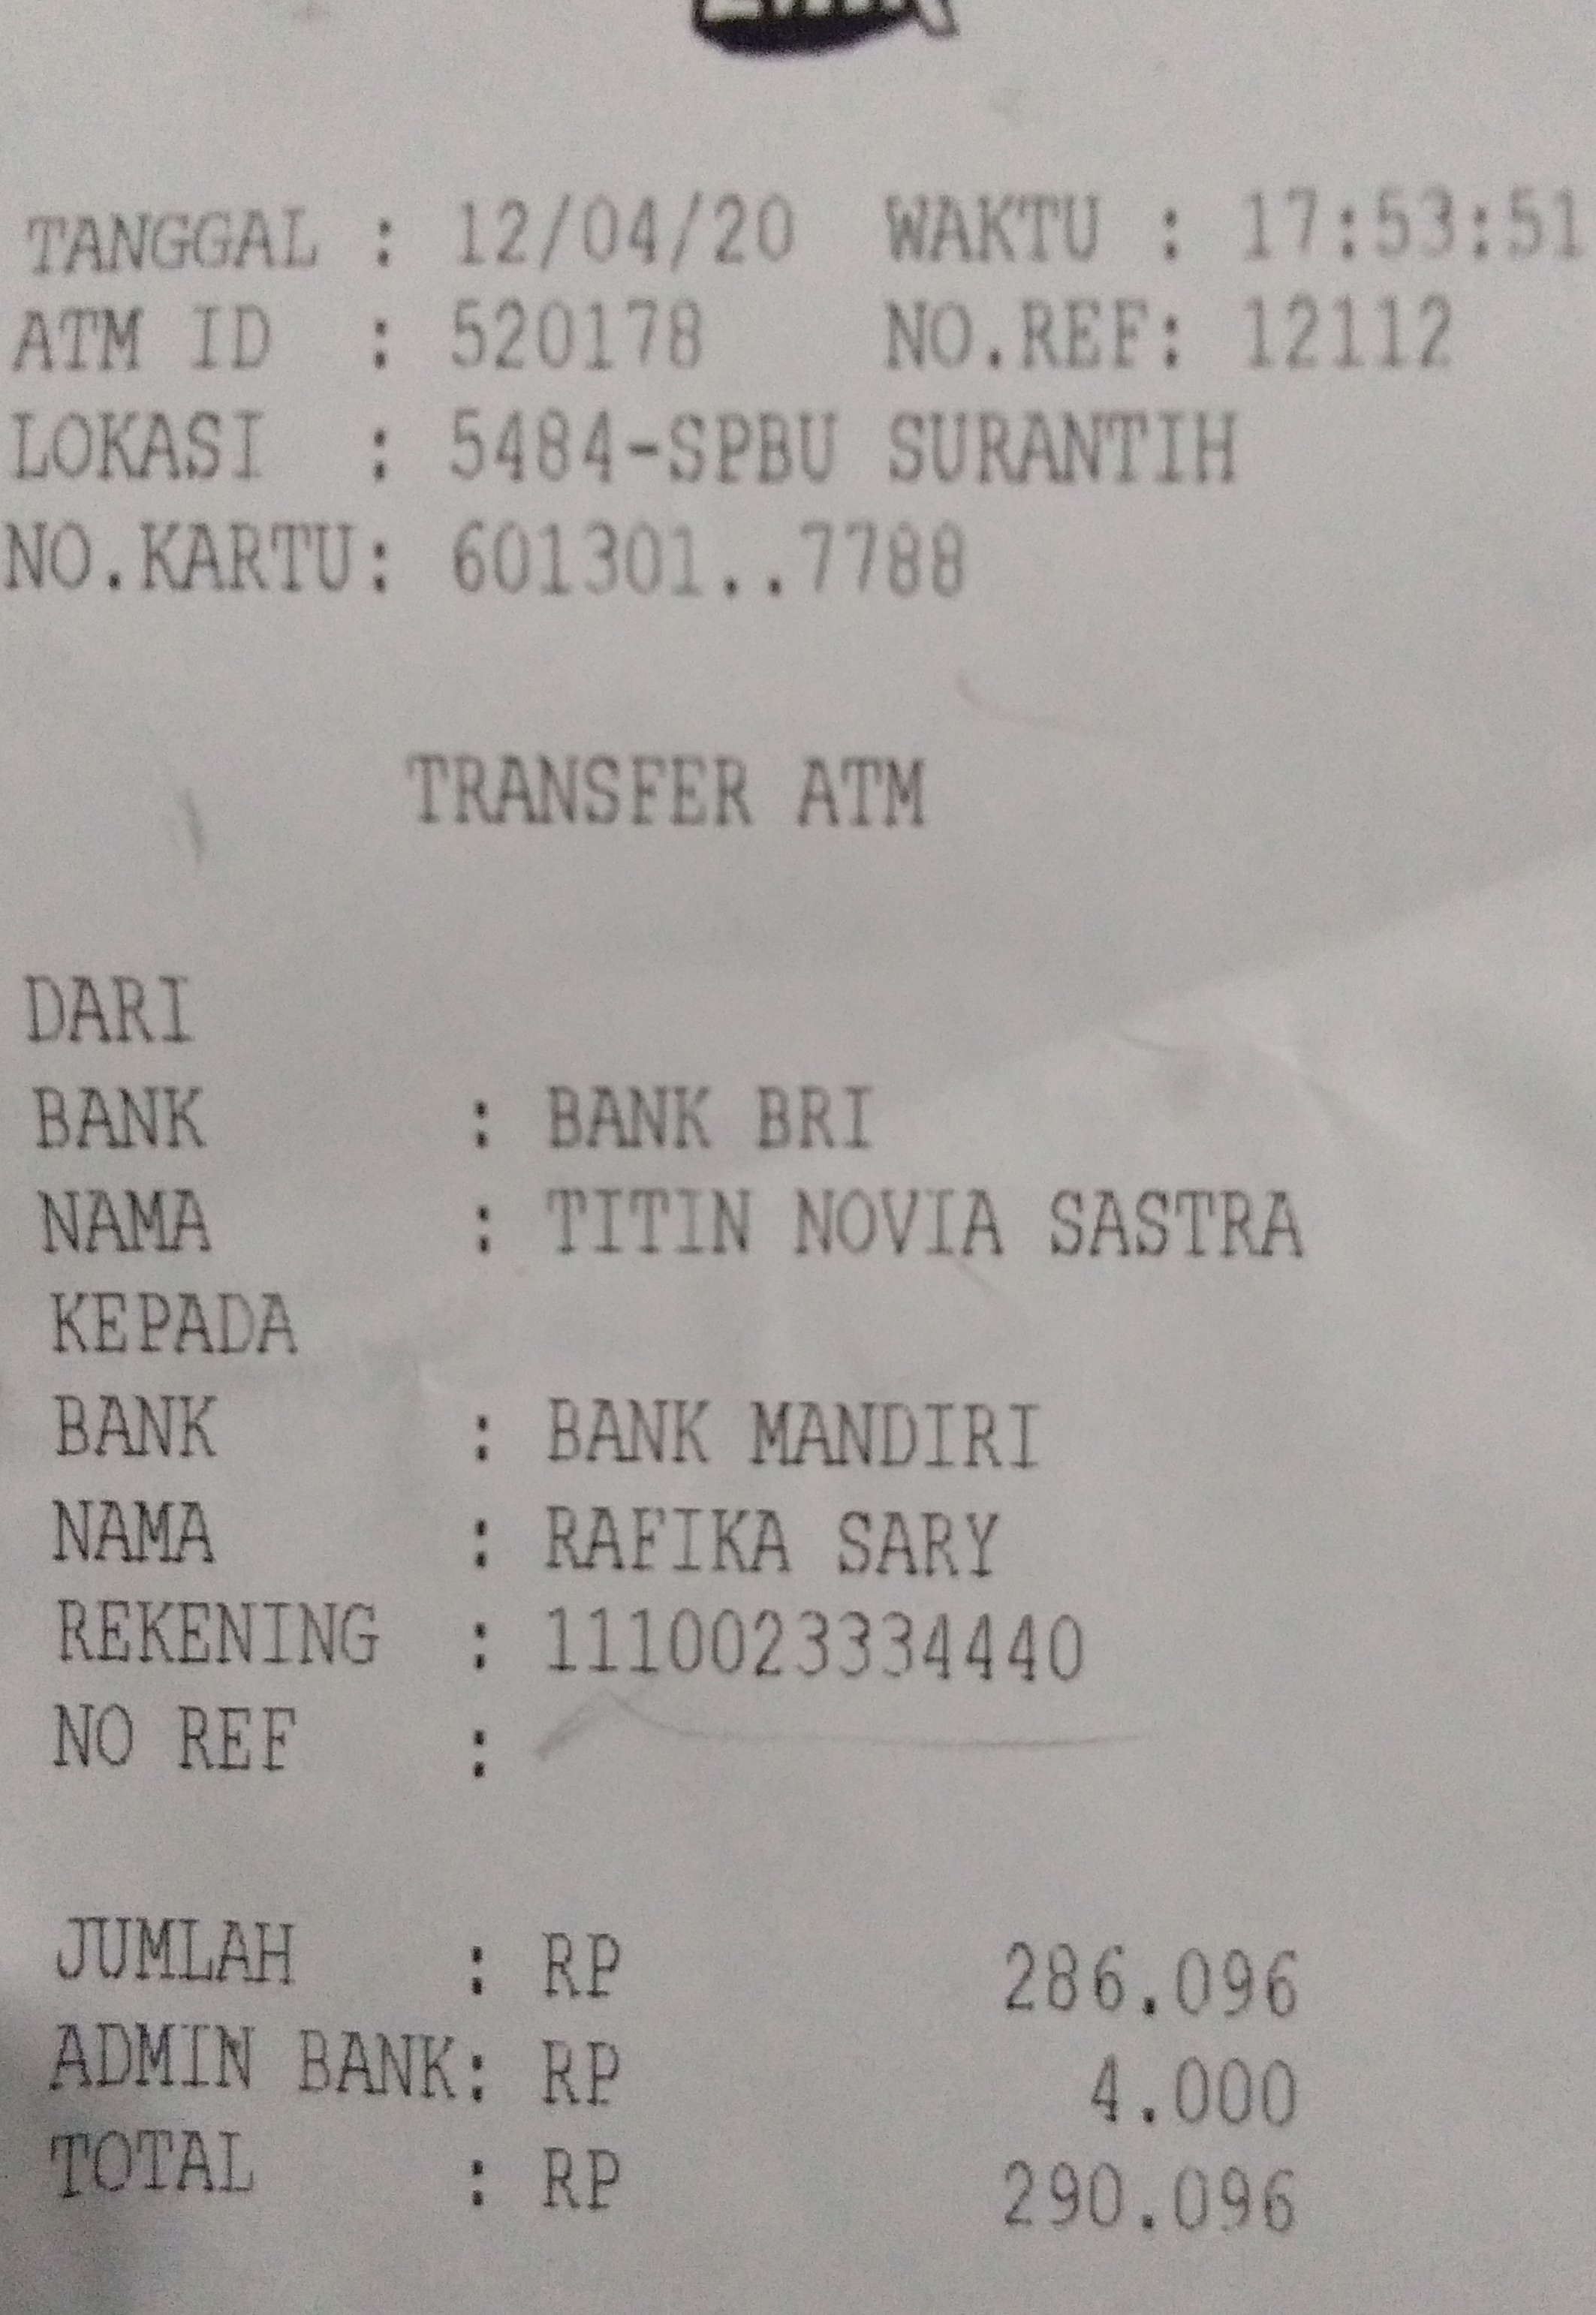 TANGGAL : 12/04/20 WAKTU : 17:53:51
ATM ID : 520178 NO.REF: 12112
LOKASI : 5484-SPBU SURANTIH
NO.KARTU: 601301..7788
TRANSFER ATM
DARI
BANK : BANK BRI
NAMA : TITIN NOVIA SASTRA
KEPADA
BANK : BANK MANDIRI
NAMA : RAFIKA SARY
REKENING : 1110023334440
NO REF :
JUMLAH : RP 286.096
ADMIN BANK: RP 4.000
TOTAL : RP 290.096